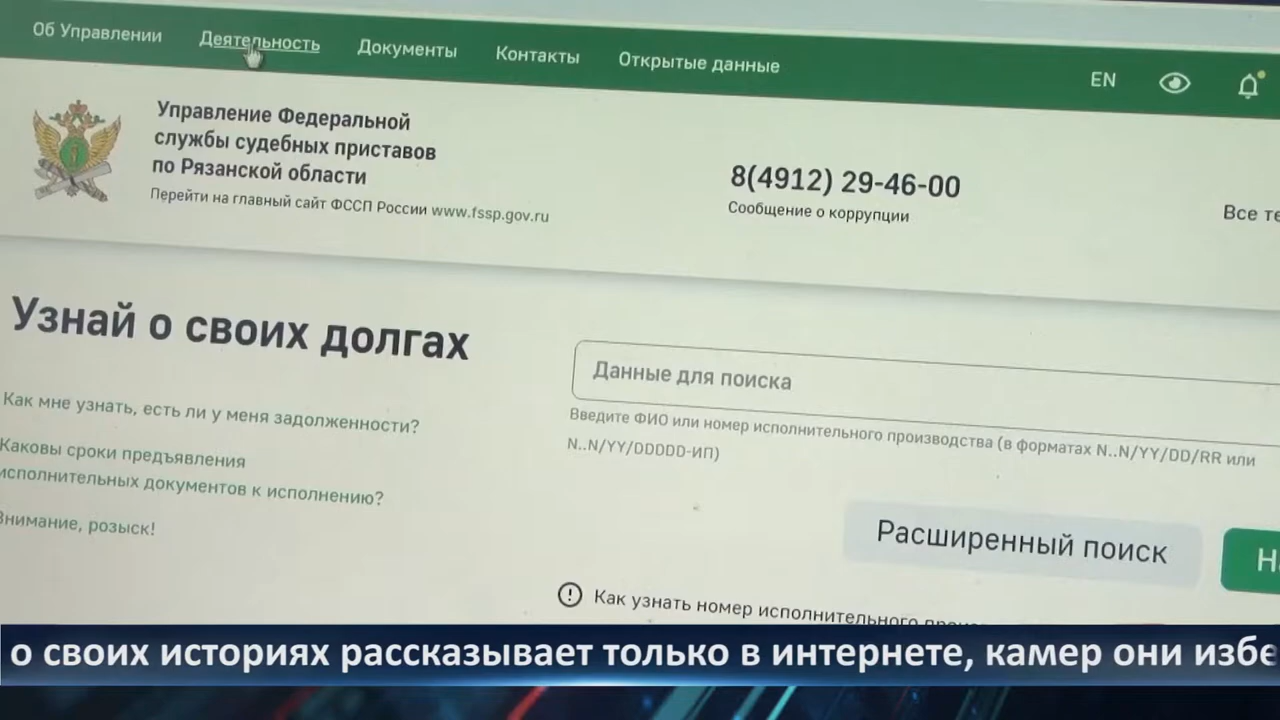 Об Управлении Деятельность Документы Контакты Открытые данные EN
Управление Федеральной
службы судебных приставов
по Рязанской области
Перейти на главный сайт ФССП России www.fssp.gov.ru
8(4912) 29-46-00
Сообщение о коррупции
Все те
Узнай о своих долгах
Как мне узнать, есть ли у меня задолженности?
Каковы сроки предъявления
исполнительных документов к исполнению?
Внимание, розыск!
Данные для поиска
Введите ФИО или номер исполнительного производства (в форматах N..N/YY/DD/RR или
N..N/YY/DDDDD-ИП)
Расширенный поиск
На
Как узнать номер исполнительного
о своих историях рассказывает только в интернете, камер они избе